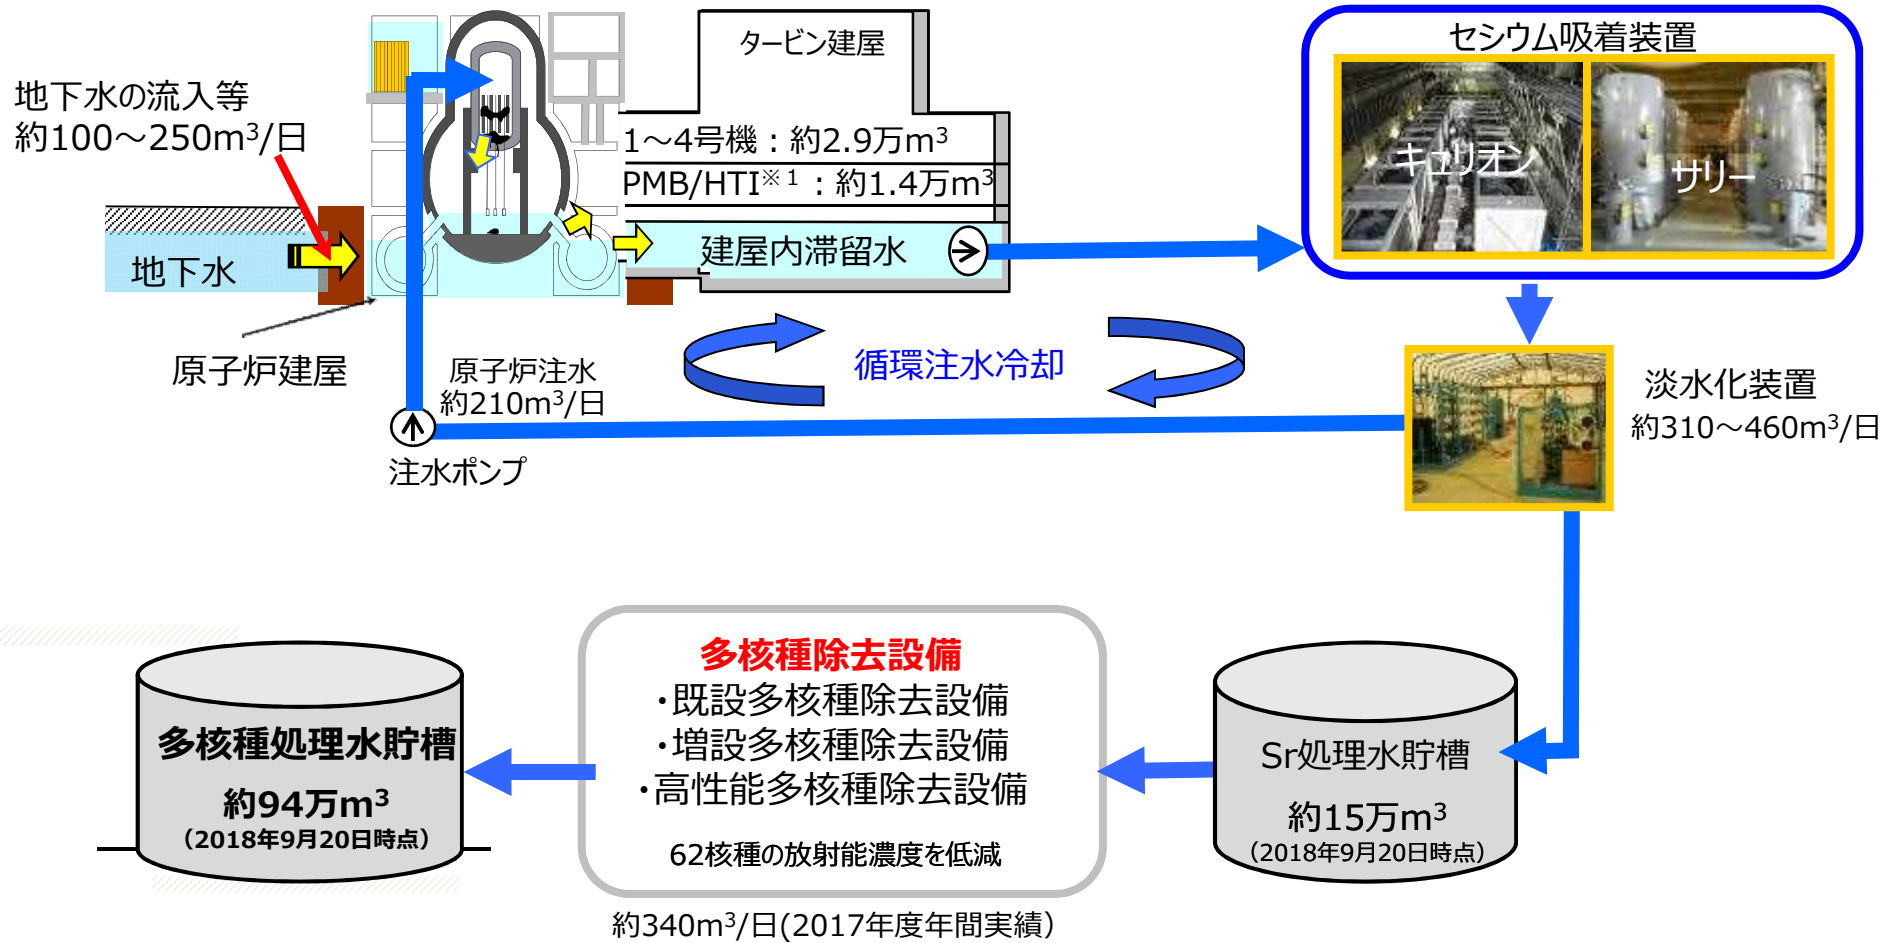 タービン建屋
セシウム吸着装置
キュリオン
サリー
地下水の流入等
約100～250m³/日
1～4号機：約2.9万m³
PMB/HTI※1：約1.4万m³
建屋内滞留水
地下水
原子炉建屋
原子炉注水
約210m³/日
注水ポンプ
循環注水冷却
淡水化装置
約310～460m³/日
多核種処理水貯槽
約94万m³
（2018年9月20日時点）
多核種除去設備
・既設多核種除去設備
・増設多核種除去設備
・高性能多核種除去設備
62核種の放射能濃度を低減
約340m³/日(2017年度年間実績）
Sr処理水貯槽
約15万m³
（2018年9月20日時点）